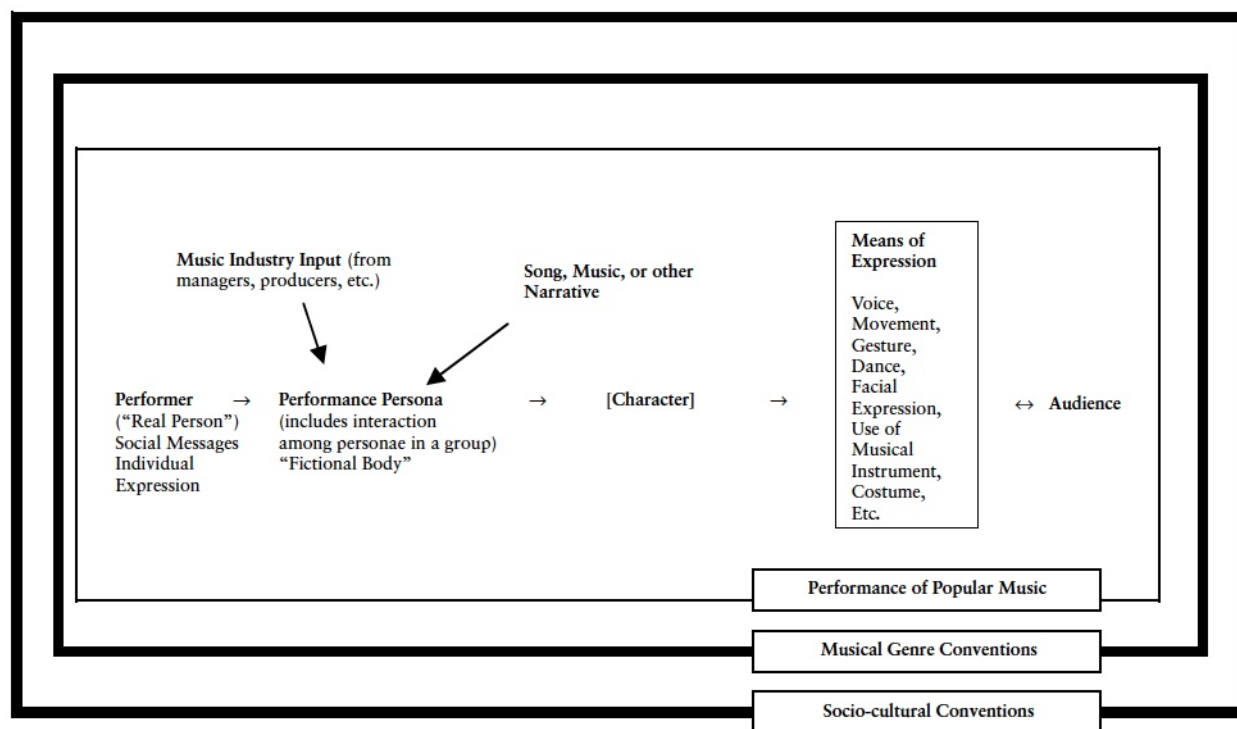 Music Industry Input (from
managers, producers, etc.)
Song, Music, or other
Narrative
Performer
("Real Person")
Social Messages
Individual
Expression
→
Performance Persona
(includes interaction
among personae in a group)
"Fictional Body"
→
[Character]
→
Means of
Expression
Voice,
Movement,
Gesture,
Dance,
Facial
Expression,
Use of
Musical
Instrument,
Costume,
Etc.
↔ Audience
Performance of Popular Music
Musical Genre Conventions
Socio-cultural Conventions